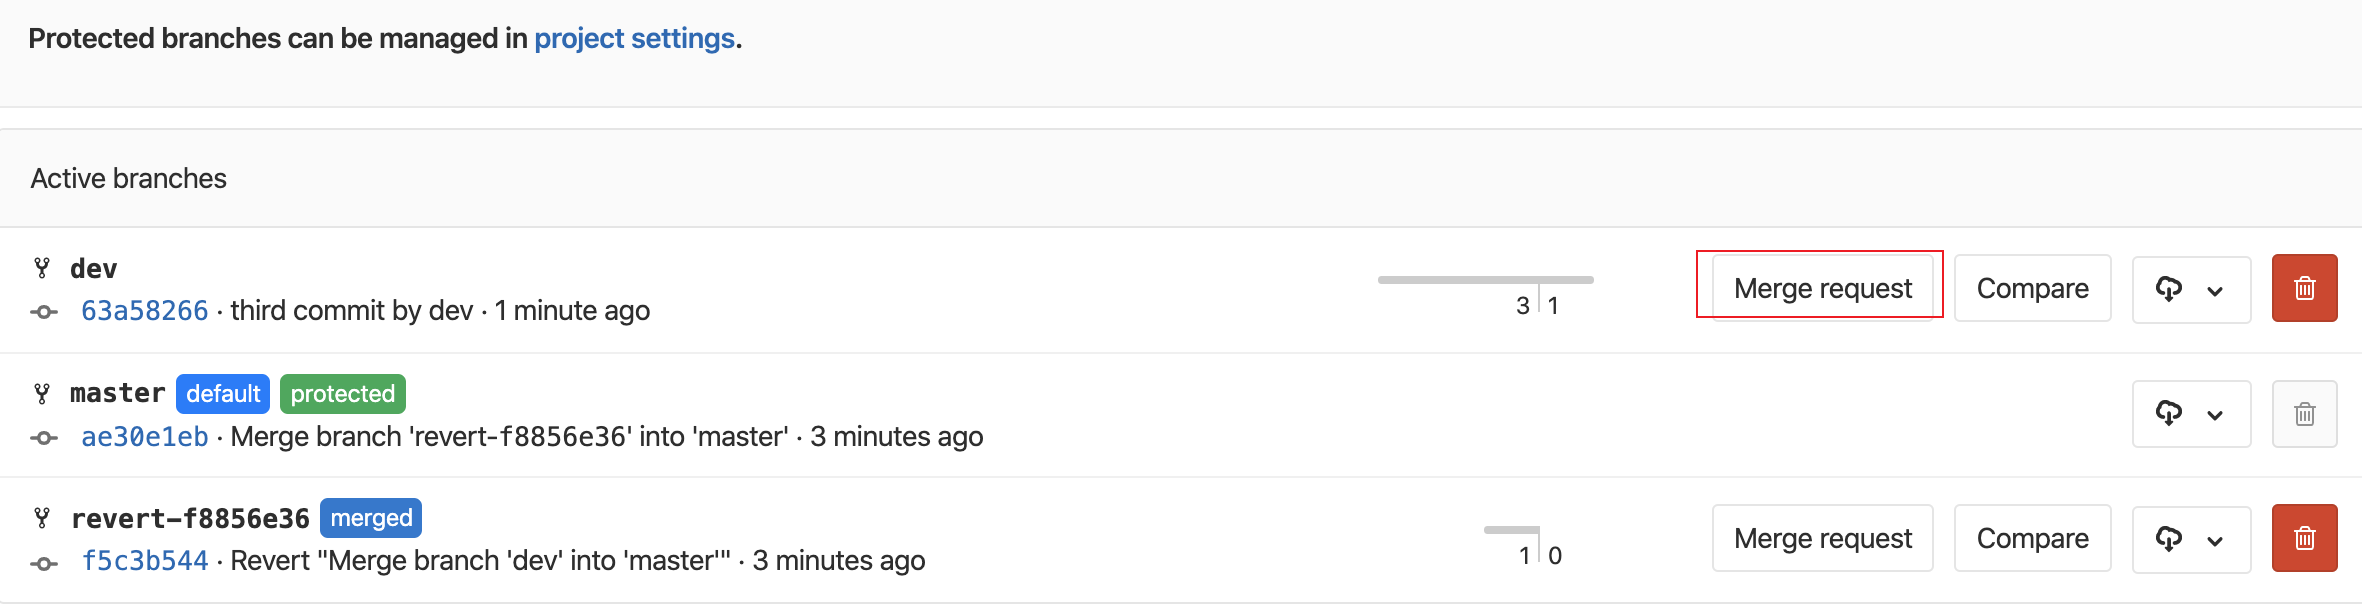 Protected branches can be managed in project settings.
Active branches
dev
63a58266 · third commit by dev · 1 minute ago
3 1
Merge request Compare
master default protected
ae30e1eb · Merge branch 'revert-f8856e36' into 'master' · 3 minutes ago
revert-f8856e36 merged
f5c3b544 · Revert "Merge branch 'dev' into 'master'" · 3 minutes ago
1 0
Merge request Compare